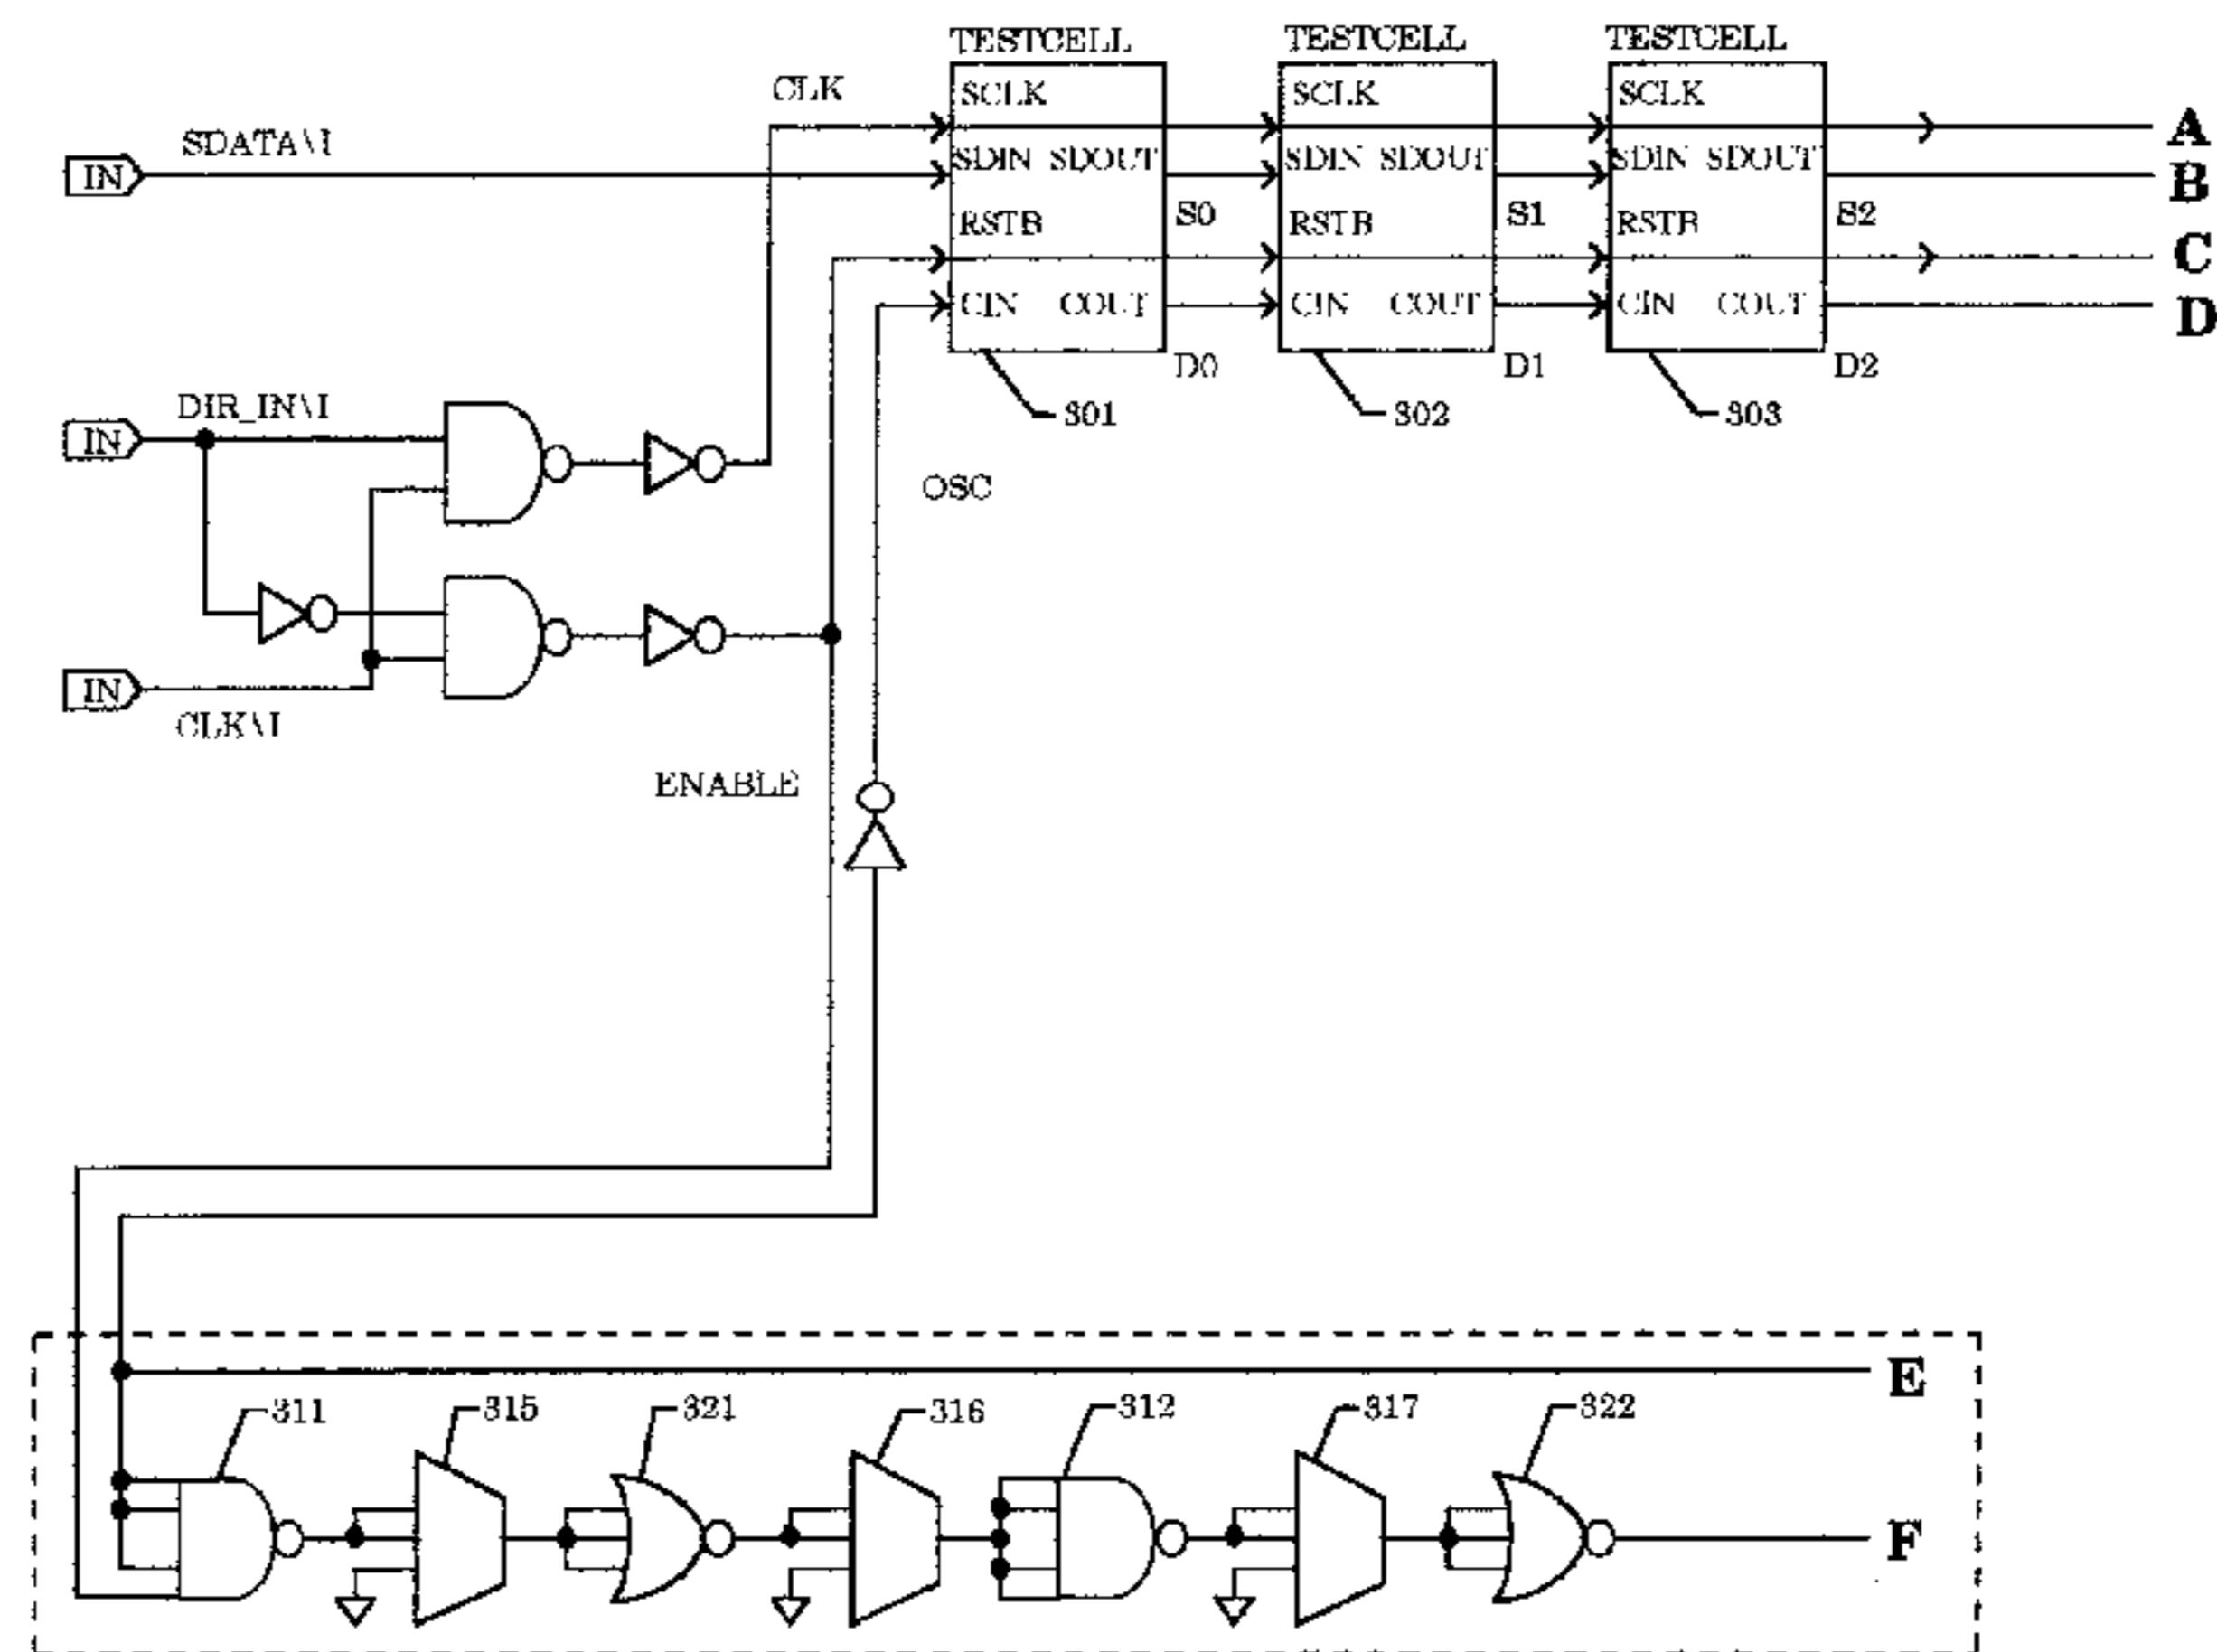 TESTCELL TESTCELL TESTCELL
CLK
SCLK SCLK SCLK
SDATA\I
A
IN
SDIN SDOUT SDIN SDOUT SDIN SDOUT
B
S0 S1 S2
RSTB RSTB RSTB
C
CIN COUT CIN COUT CIN COUT
D
D0 D1 D2
301 302 303
DIR_IN\I
IN
OSC
IN
CLK\I
ENABLE
E
311 315 321 316 312 317 322
F